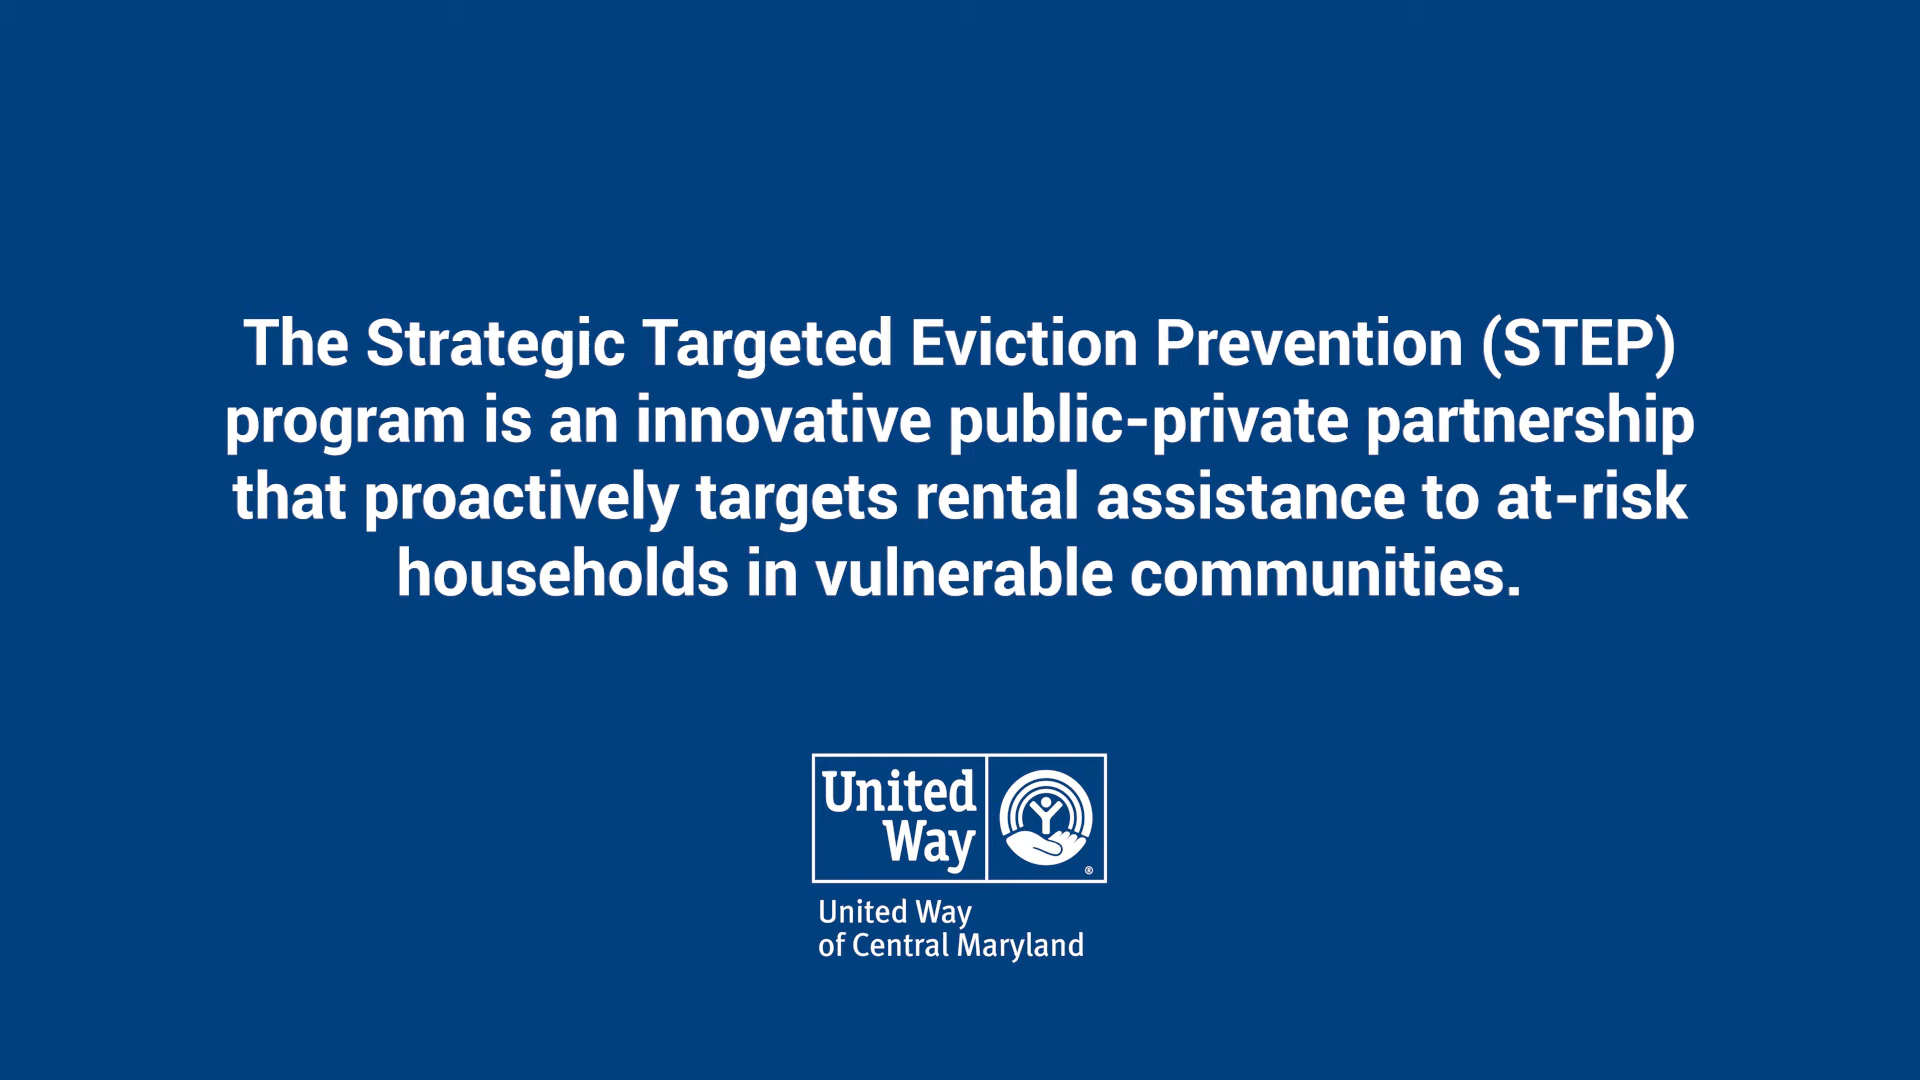 The Strategic Targeted Eviction Prevention (STEP)
program is an innovative public-private partnership
that proactively targets rental assistance to at-risk
households in vulnerable communities.
United
Way
®
United Way
of Central Maryland